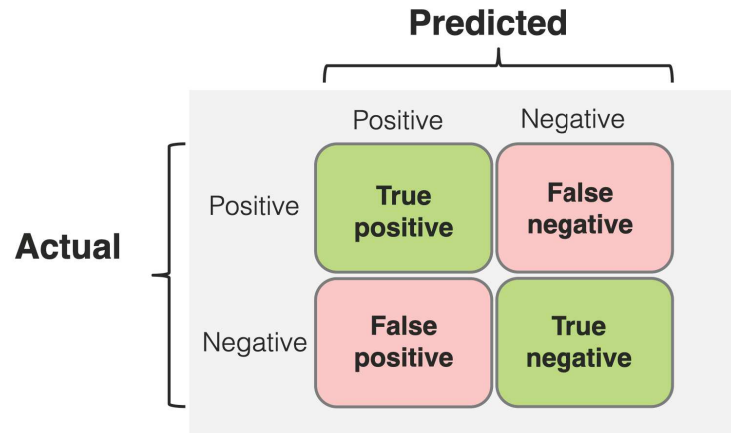 Predicted
Positive Negative
Actual
Positive
True
positive
False
negative
Negative
False
positive
True
negative